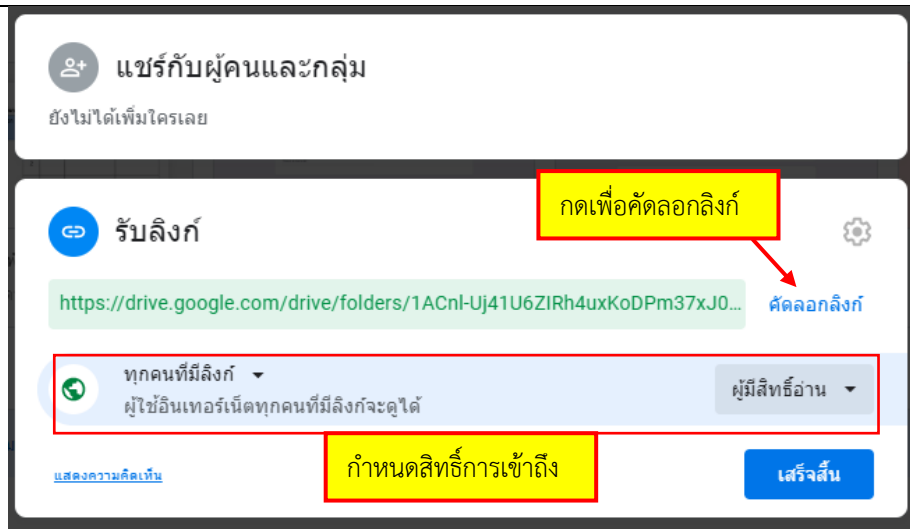 แชร์กับผู้คนและกลุ่ม
ยังไม่ได้เพิ่มใครเลย
กดเพื่อคัดลอกลิงก์
รับลิงก์
https://drive.google.com/drive/folders/1ACnl-Uj41U6ZIRh4uxKoDPm37xJ0... คัดลอกลิงก์
ทุกคนที่มีลิงก์
ผู้ใช้อินเทอร์เน็ตทุกคนที่มีลิงก์จะดูได้
ผู้มีสิทธิ์อ่าน
กำหนดสิทธิ์การเข้าถึง
แสดงความคิดเห็น
เสร็จสิ้น